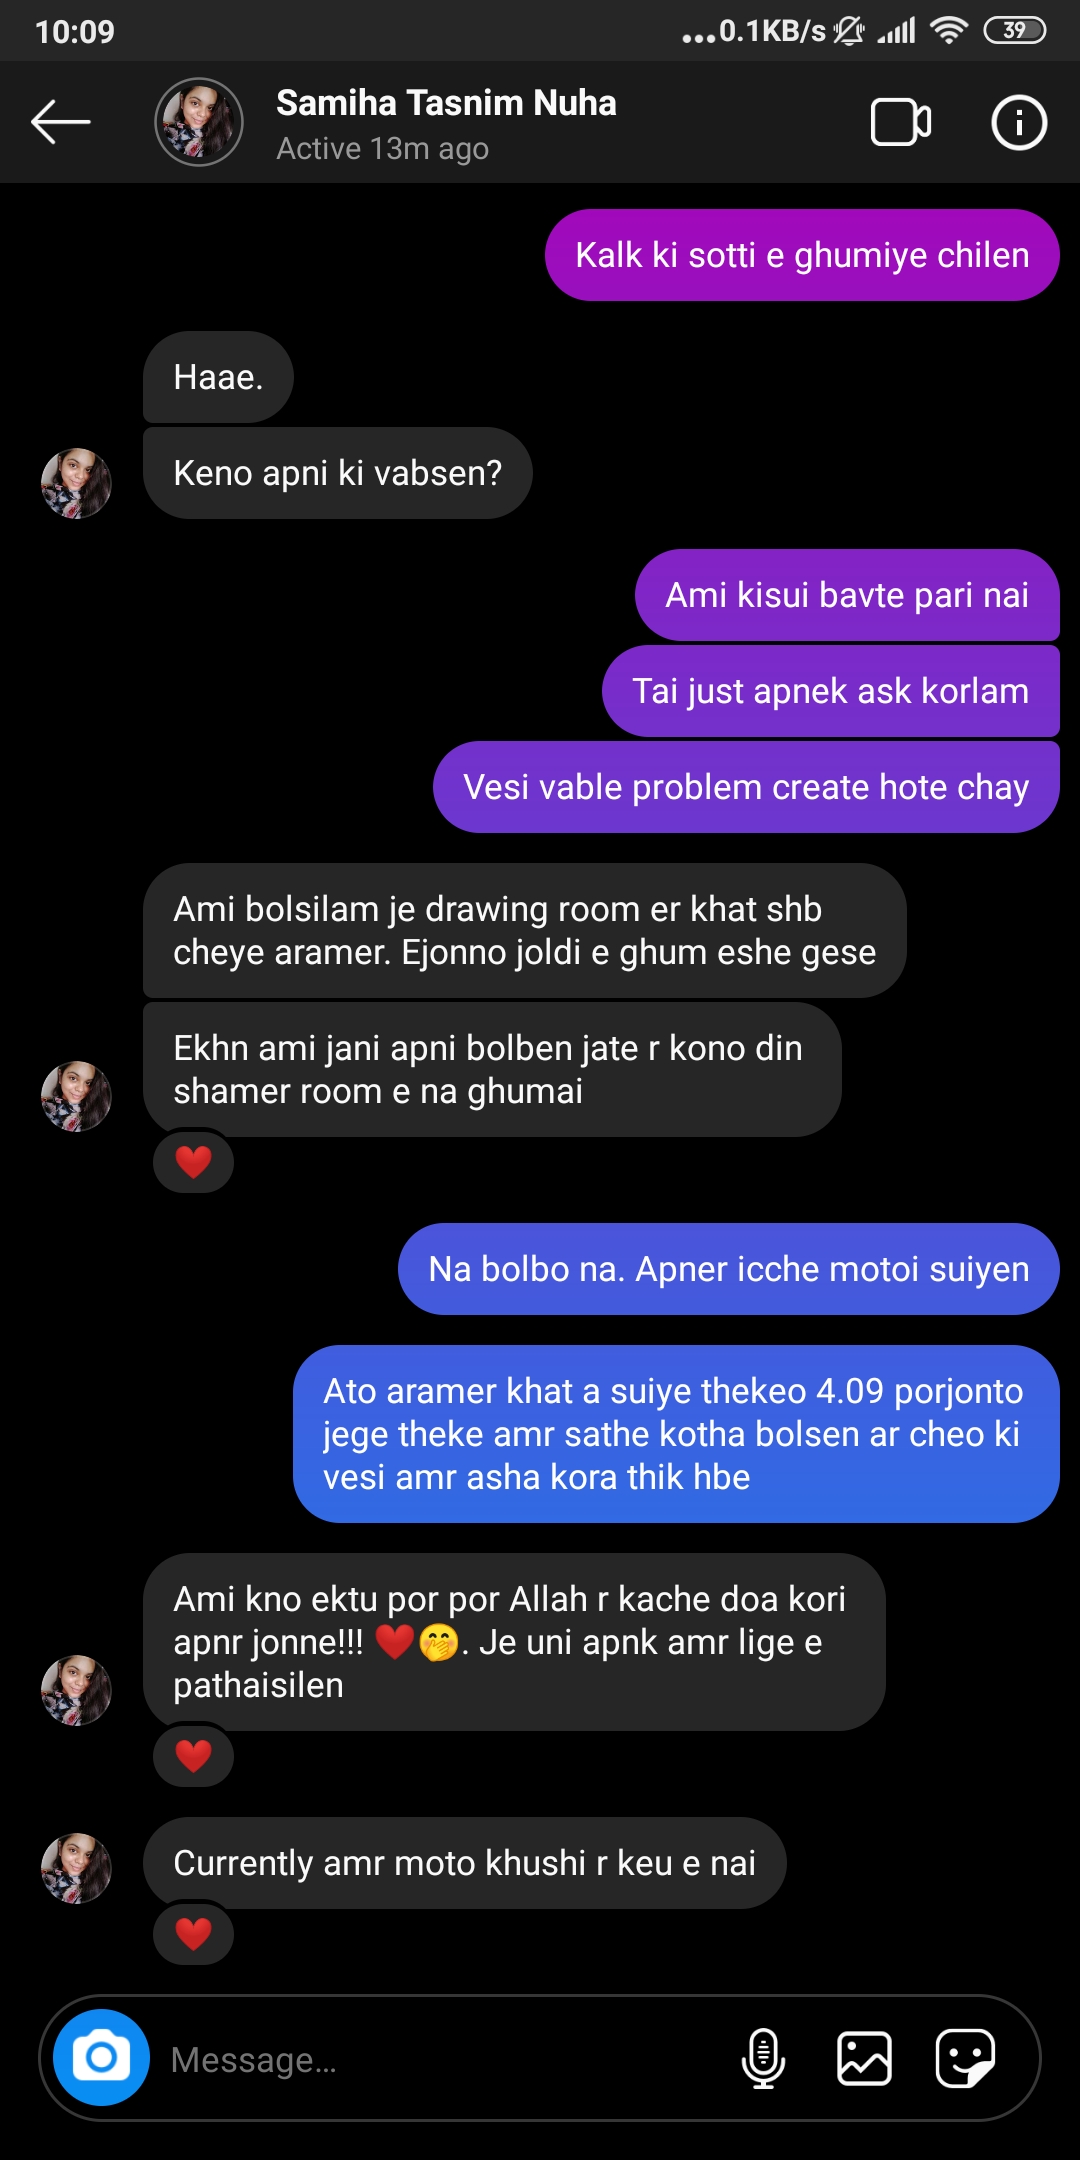 10:09
...0.1KB/s
39
Samiha Tasnim Nuha
Active 13m ago
Kalk ki sotti e ghumiye chilen
Haae.
Keno apni ki vabsen?
Ami kisui bavte pari nai
Tai just apnek ask korlam
Vesi vable problem create hote chay
Ami bolsilam je drawing room er khat shb
cheye aramer. Ejonno joldi e ghum eshe gese
Ekhn ami jani apni bolben jate r kono din
shamer room e na ghumai
❤️
Na bolbo na. Apner icche motoi suiyen
Ato aramer khat a suiye thekeo 4.09 porjonto
jege theke amr sathe kotha bolsen ar cheo ki
vesi amr asha kora thik hbe
Ami kno ektu por por Allah r kache doa kori
apnr jonne!!! ❤️🤭. Je uni apnk amr lige e
pathaisilen
❤️
Currently amr moto khushi r keu e nai
❤️
Message...